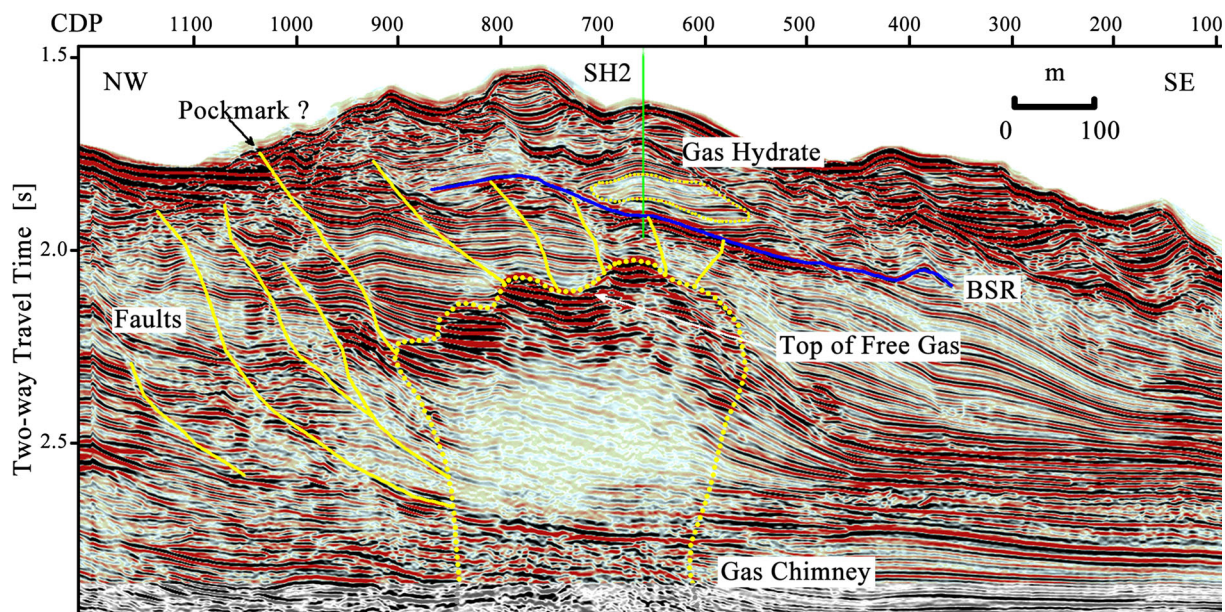 CDP 1100 1000 900 800 700 600 500 400 300 200 100
1.5
NW SH2 m SE
Pockmark ?
0 100
Gas Hydrate
2.0
BSR
Faults
Top of Free Gas
2.5
Gas Chimney
Two-way Travel Time [s]